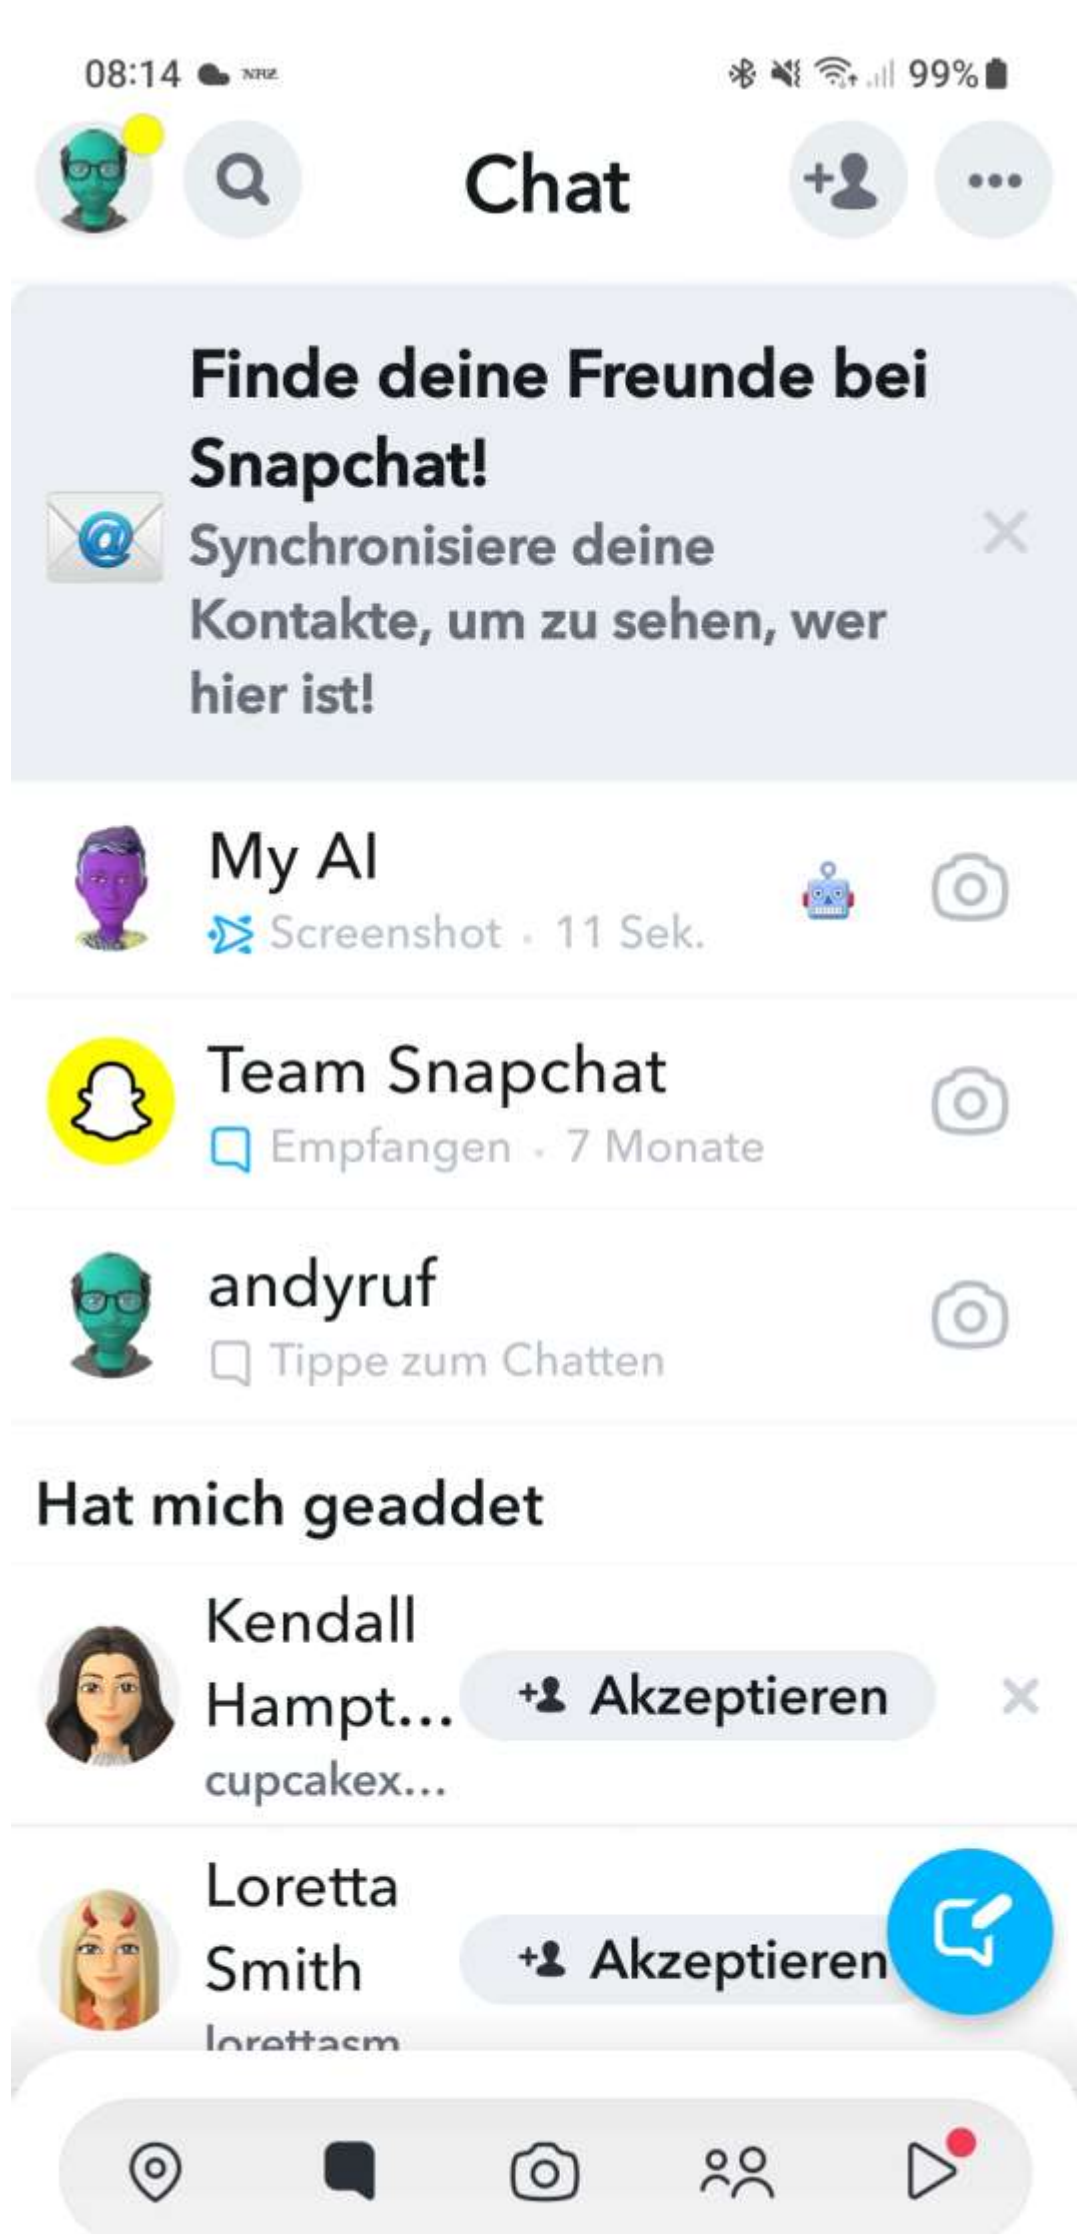 08:14 NRZ 99%
Chat
Finde deine Freunde bei
Snapchat!
Synchronisiere deine
Kontakte, um zu sehen, wer
hier ist!
My AI
Screenshot · 11 Sek.
Team Snapchat
Empfangen · 7 Monate
andyruf
Tippe zum Chatten
Hat mich geaddet
Kendall
Hampt...
Akzeptieren
cupcakex...
Loretta
Smith
Akzeptieren
lorettasm